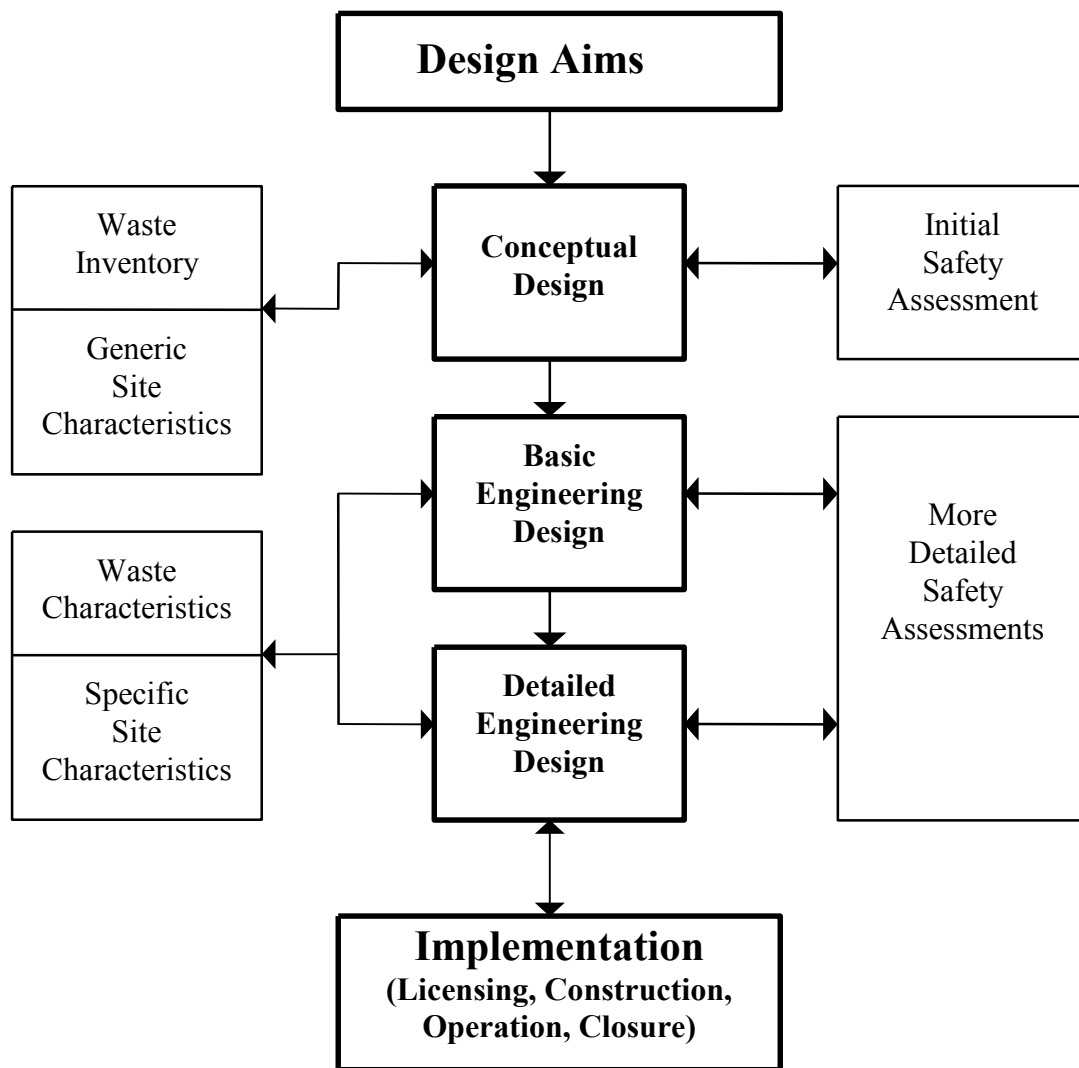 Design Aims
Waste
Inventory
Generic
Site
Characteristics
Conceptual
Design
Initial
Safety
Assessment
Basic
Engineering
Design
More
Detailed
Safety
Assessments
Waste
Characteristics
Specific
Site
Characteristics
Detailed
Engineering
Design
Implementation
(Licensing, Construction,
Operation, Closure)